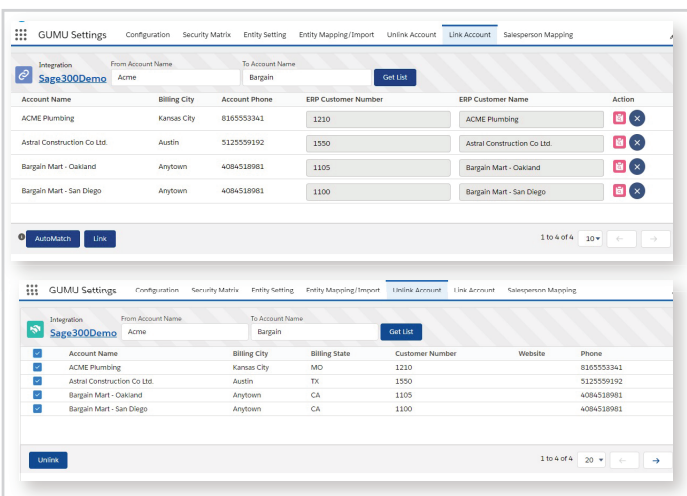 GUMU Settings Configuration Security Matrix Entity Setting Entity Mapping/Import Unlink Account Link Account Salesperson Mapping
Integration From Account Name To Account Name
Sage300Demo Acme Bargain Get List
Account Name Billing City Account Phone ERP Customer Number ERP Customer Name Action
ACME Plumbing Kansas City 8165553341 1210 ACME Plumbing
Astral Construction Co Ltd. Austin 5125559192 1550 Astral Construction Co Ltd.
Bargain Mart - Oakland Anytown 4084518981 1105 Bargain Mart - Oakland
Bargain Mart - San Diego Anytown 4084518981 1100 Bargain Mart - San Diego
AutoMatch Link 1 to 4 of 4 10
GUMU Settings Configuration Security Matrix Entity Setting Entity Mapping/Import Unlink Account Link Account Salesperson Mapping
Integration From Account Name To Account Name
Sage300Demo Acme Bargain Get List
Account Name Billing City Billing State Customer Number Website Phone
ACME Plumbing Kansas City MO 1210 8165553341
Astral Construction Co Ltd. Austin TX 1550 5125559192
Bargain Mart - Oakland Anytown CA 1105 4084518981
Bargain Mart - San Diego Anytown CA 1100 4084518981
Unlink 1 to 4 of 4 20